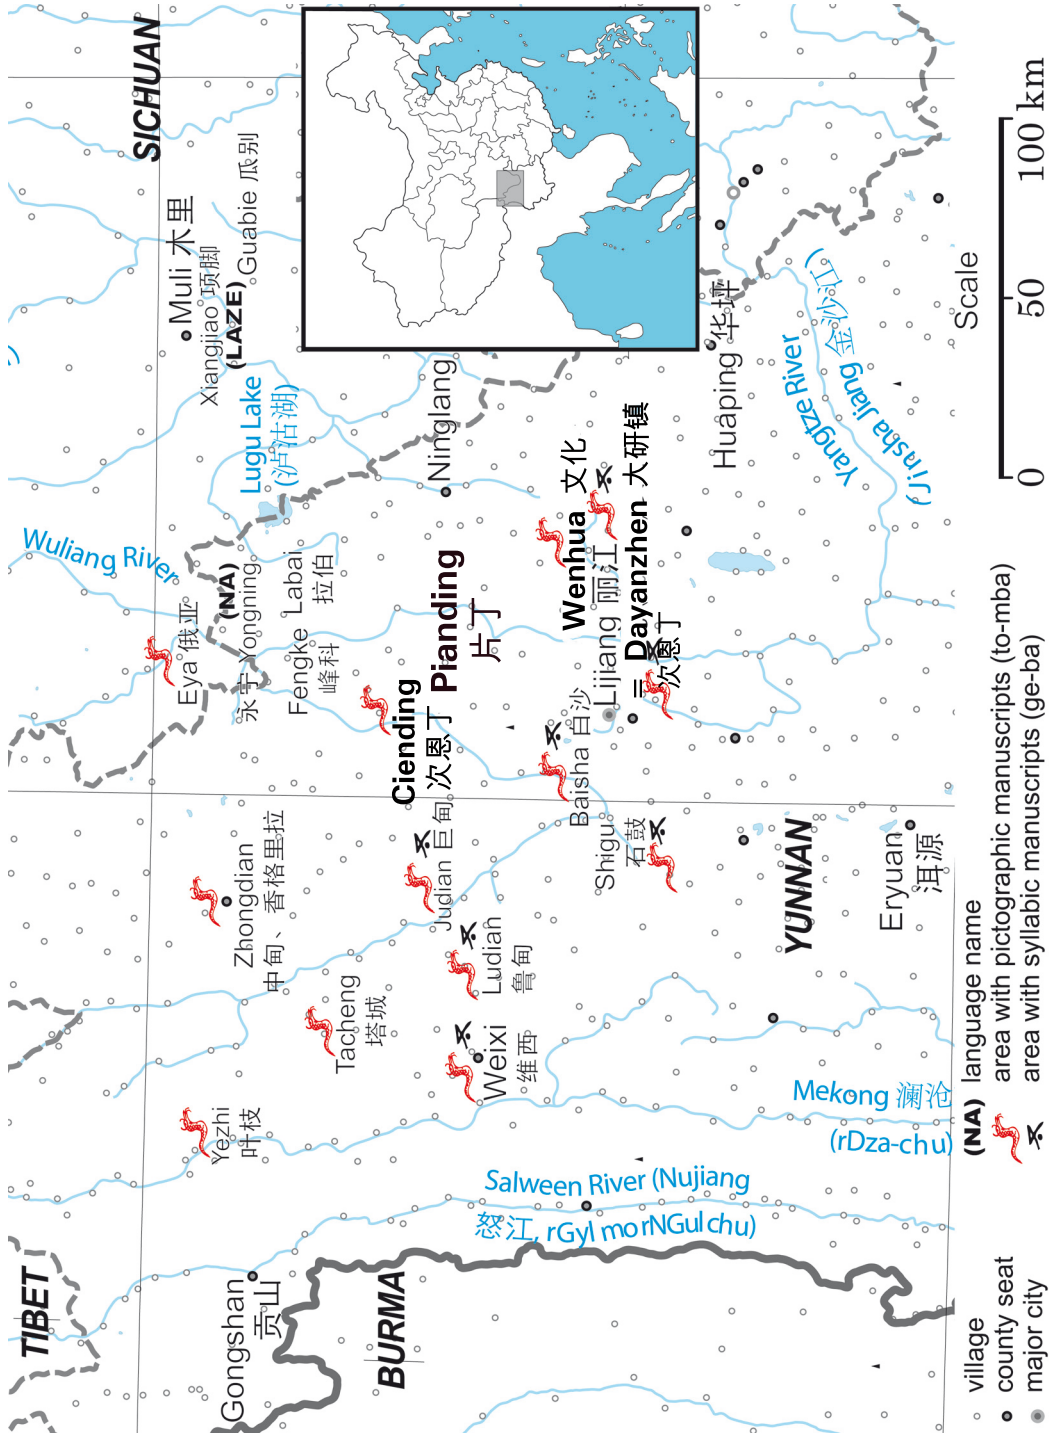 TIBET
SICHUAN
Wuliang River
Muli 木里
Xiangjiao 项脚
(LAZE)
Guabie 瓜别
Eya 俄亚
(NA)
永宁 Yongning
Lugu Lake
(泸沽湖)
Labai
拉伯
Fengke
峰科
Gongshan
贡山
Yezhi
叶枝
Zhongdian
中甸、香格里拉
Tacheng
塔城
Ciending
次恩丁
Pianding
片丁
Ninglang
Judian 巨甸
Ludian
鲁甸
Weixi
维西
BURMA
Salween River (Nujiang
怒江, rGyl morNGul chu)
Wenhua 文化
Lijiang 丽江
Dayanzhen 大研镇
次恩丁
Baisha 白沙
Shigu
石鼓
Huaping 华坪
Yangtze River
(Jinsha Jiang 金沙江)
YUNNAN
Eryuan
洱源
Mekong 澜沧
(rDza-chu)
Scale
0 50 100 km
village
county seat
major city
(NA) language name
area with pictographic manuscripts (to-mba)
area with syllabic manuscripts (ge-ba)